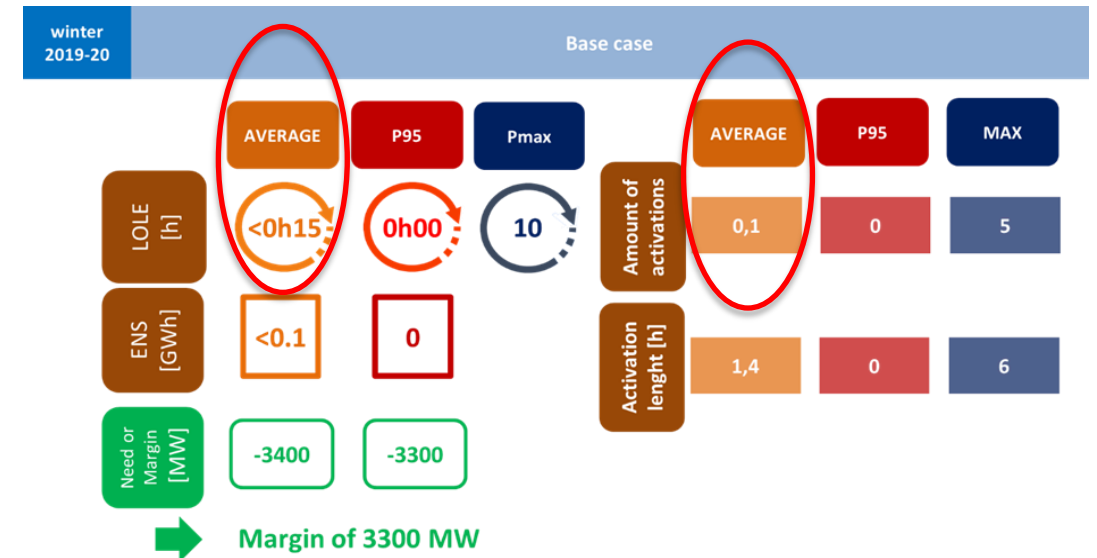 winter
2019-20
Base case
AVERAGE
P95
Pmax
LOLE
[h]
<0h15
0h00
10
ENS
[GWh]
<0.1
0
Need or
Margin
[MW]
-3400
-3300
Margin of 3300 MW
AVERAGE
P95
MAX
Amount of
activations
0,1
0
5
Activation
lenght [h]
1,4
0
6